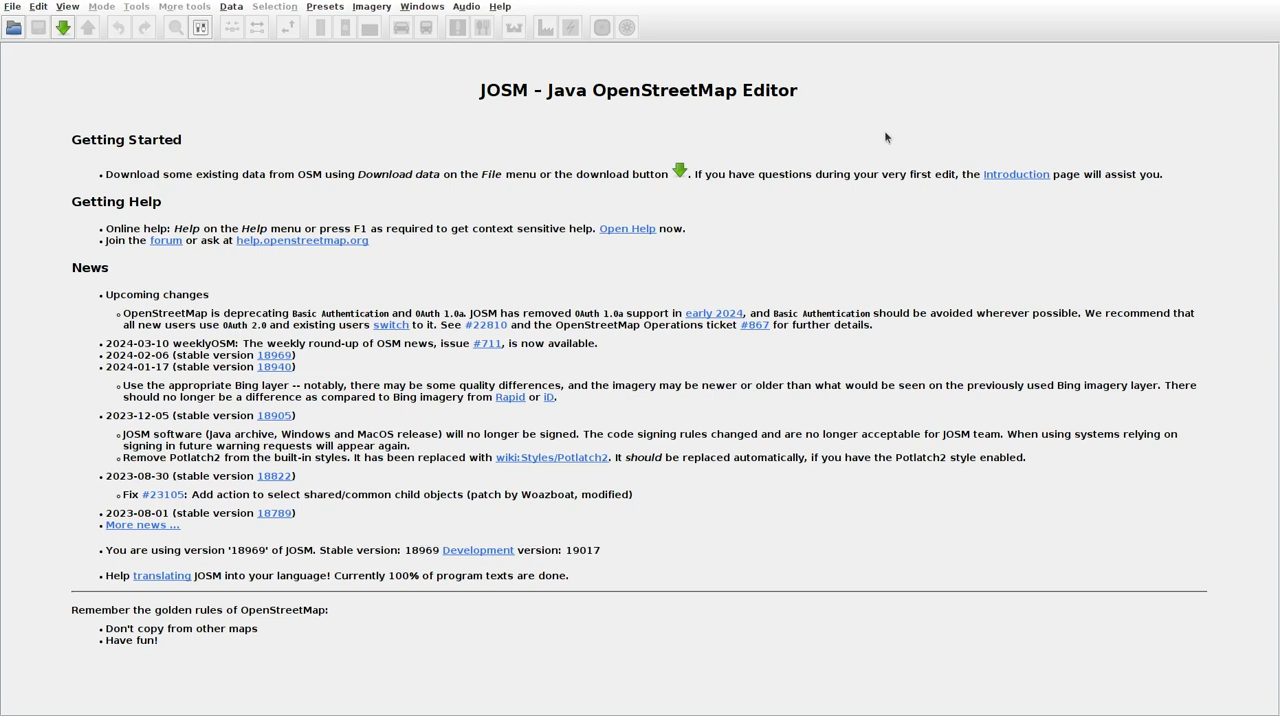 File Edit View Mode Tools More tools Data Selection Presets Imagery Windows Audio Help
JOSM – Java OpenStreetMap Editor
Getting Started
• Download some existing data from OSM using Download data on the File menu or the download button . If you have questions during your very first edit, the Introduction page will assist you.
Getting Help
• Online help: Help on the Help menu or press F1 as required to get context sensitive help. Open Help now.
• Join the forum or ask at help.openstreetmap.org
News
• Upcoming changes
◦ OpenStreetMap is deprecating Basic Authentication and OAuth 1.0a. JOSM has removed OAuth 1.0a support in early 2024, and Basic Authentication should be avoided wherever possible. We recommend that
all new users use OAuth 2.0 and existing users switch to it. See #22810 and the OpenStreetMap Operations ticket #867 for further details.
• 2024-03-10 weeklyOSM: The weekly round-up of OSM news, issue #711, is now available.
• 2024-02-06 (stable version 18969)
• 2024-01-17 (stable version 18940)
◦ Use the appropriate Bing layer -- notably, there may be some quality differences, and the imagery may be newer or older than what would be seen on the previously used Bing imagery layer. There
should no longer be a difference as compared to Bing imagery from Rapid or iD.
• 2023-12-05 (stable version 18905)
◦ JOSM software (Java archive, Windows and MacOS release) will no longer be signed. The code signing rules changed and are no longer acceptable for JOSM team. When using systems relying on
signing in future warning requests will appear again.
◦ Remove Potlatch2 from the built-in styles. It has been replaced with wiki:Styles/Potlatch2. It should be replaced automatically, if you have the Potlatch2 style enabled.
• 2023-08-30 (stable version 18822)
◦ Fix #23105: Add action to select shared/common child objects (patch by Woazboat, modified)
• 2023-08-01 (stable version 18789)
• More news ...
• You are using version '18969' of JOSM. Stable version: 18969 Development version: 19017
• Help translating JOSM into your language! Currently 100% of program texts are done.
Remember the golden rules of OpenStreetMap:
• Don't copy from other maps
• Have fun!